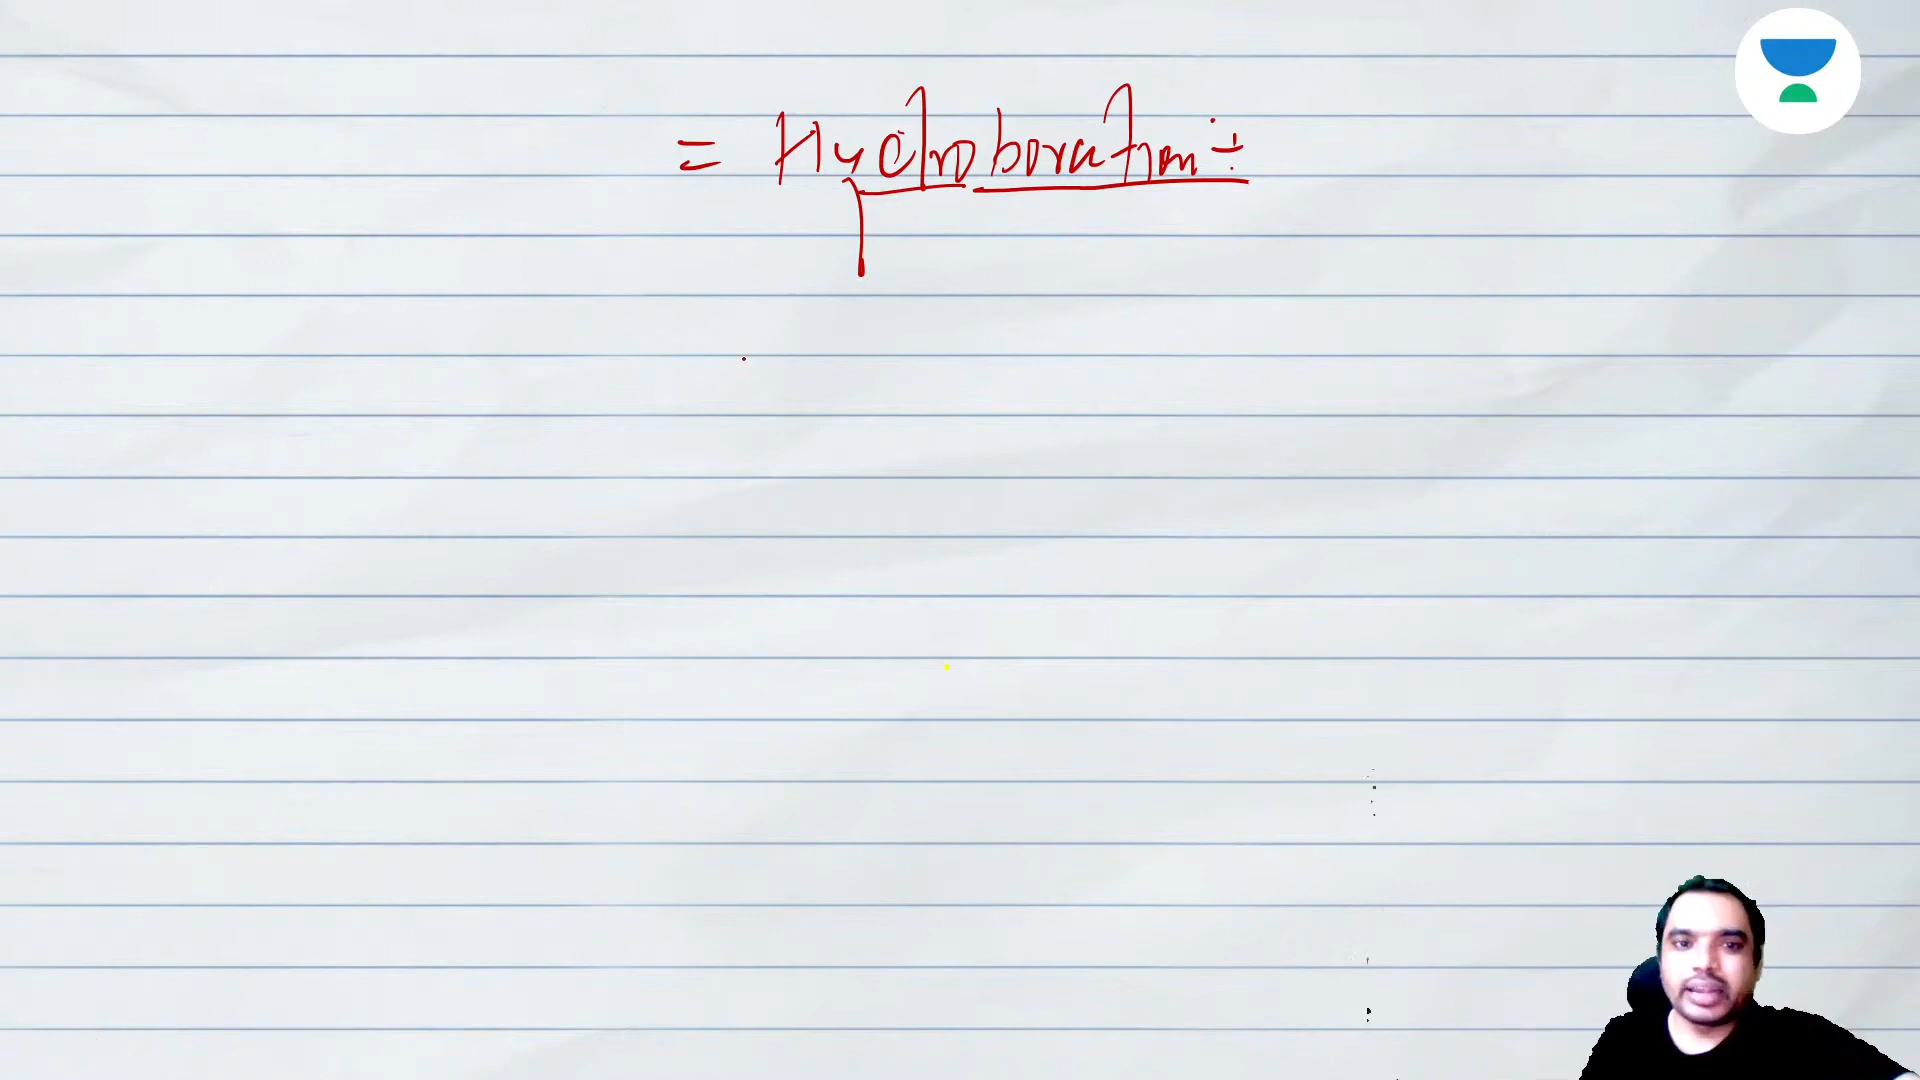 = Hydroboration :-